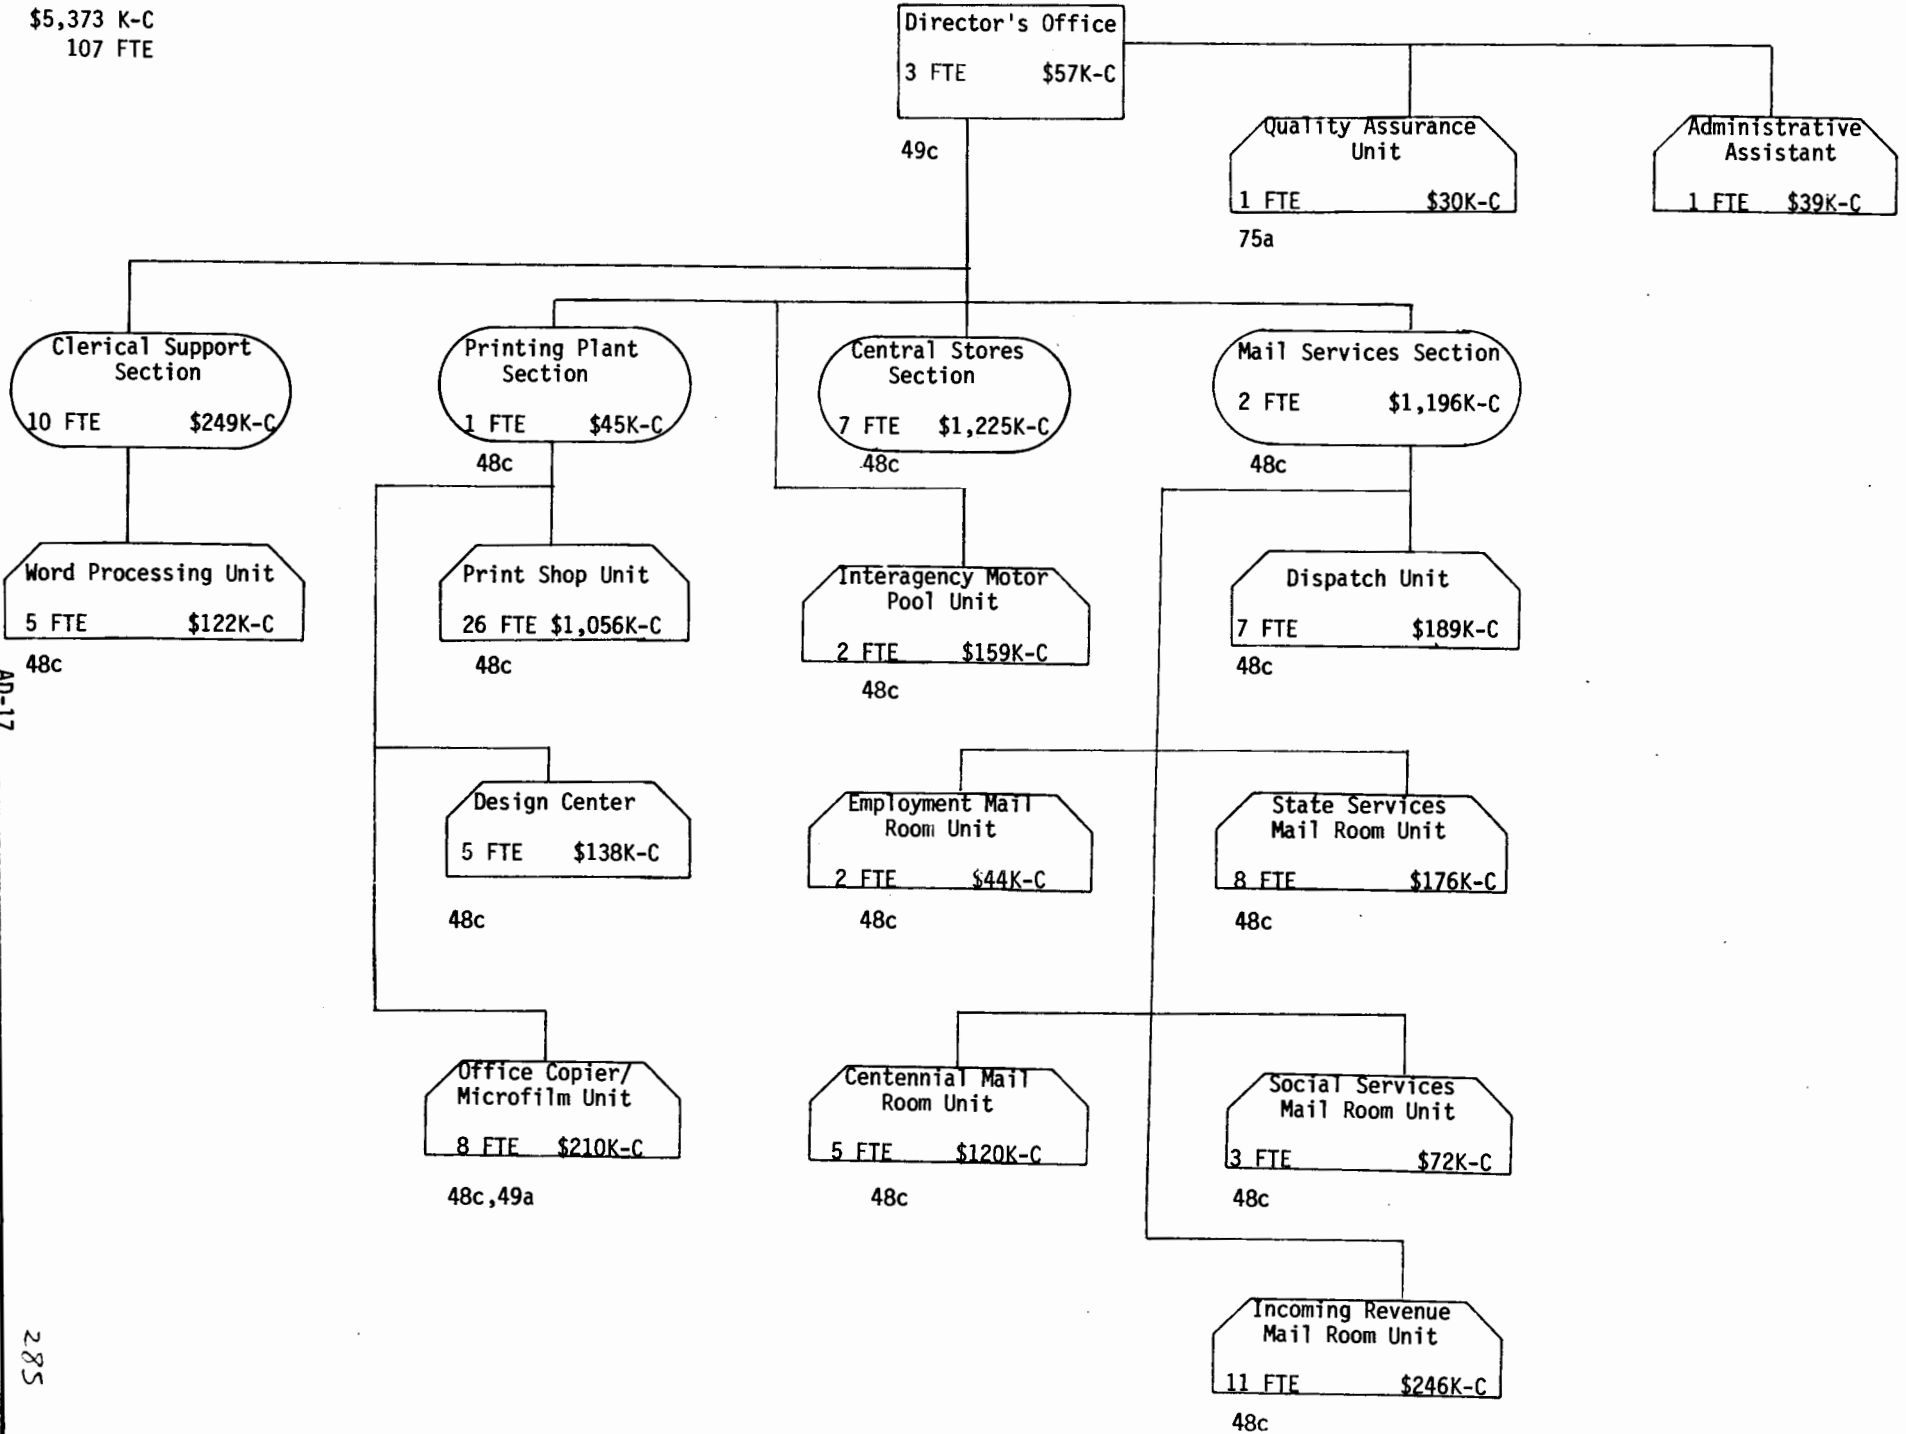 $5,373 K-C
107 FTE
Director's Office
3 FTE $57K-C
49c
Quality Assurance
Unit
1 FTE $30K-C
75a
Administrative
Assistant
1 FTE $39K-C
Clerical Support
Section
10 FTE $249K-C
Printing Plant
Section
1 FTE $45K-C
48c
Central Stores
Section
7 FTE $1,225K-C
48c
Mail Services Section
2 FTE $1,196K-C
48c
Word Processing Unit
5 FTE $122K-C
48c
Print Shop Unit
26 FTE $1,056K-C
48c
Interagency Motor
Pool Unit
2 FTE $159K-C
48c
Dispatch Unit
7 FTE $189K-C
48c
AD-17
Design Center
5 FTE $138K-C
48c
Employment Mail
Room Unit
2 FTE $44K-C
48c
State Services
Mail Room Unit
8 FTE $176K-C
48c
Office Copier/
Microfilm Unit
8 FTE $210K-C
48c,49a
Centennial Mail
Room Unit
5 FTE $120K-C
48c
Social Services
Mail Room Unit
3 FTE $72K-C
48c
Incoming Revenue
Mail Room Unit
11 FTE $246K-C
48c
285